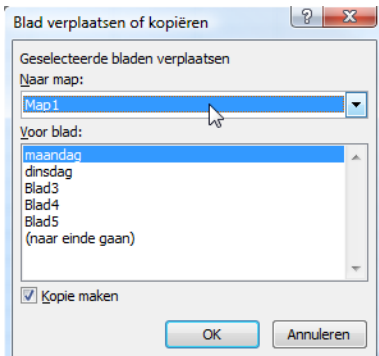 Blad verplaatsen of kopiëren
Geselecteerde bladen verplaatsen
Naar map:
Map1
Voor blad:
maandag
dinsdag
Blad3
Blad4
Blad5
(naar einde gaan)
Kopie maken
OK
Annuleren